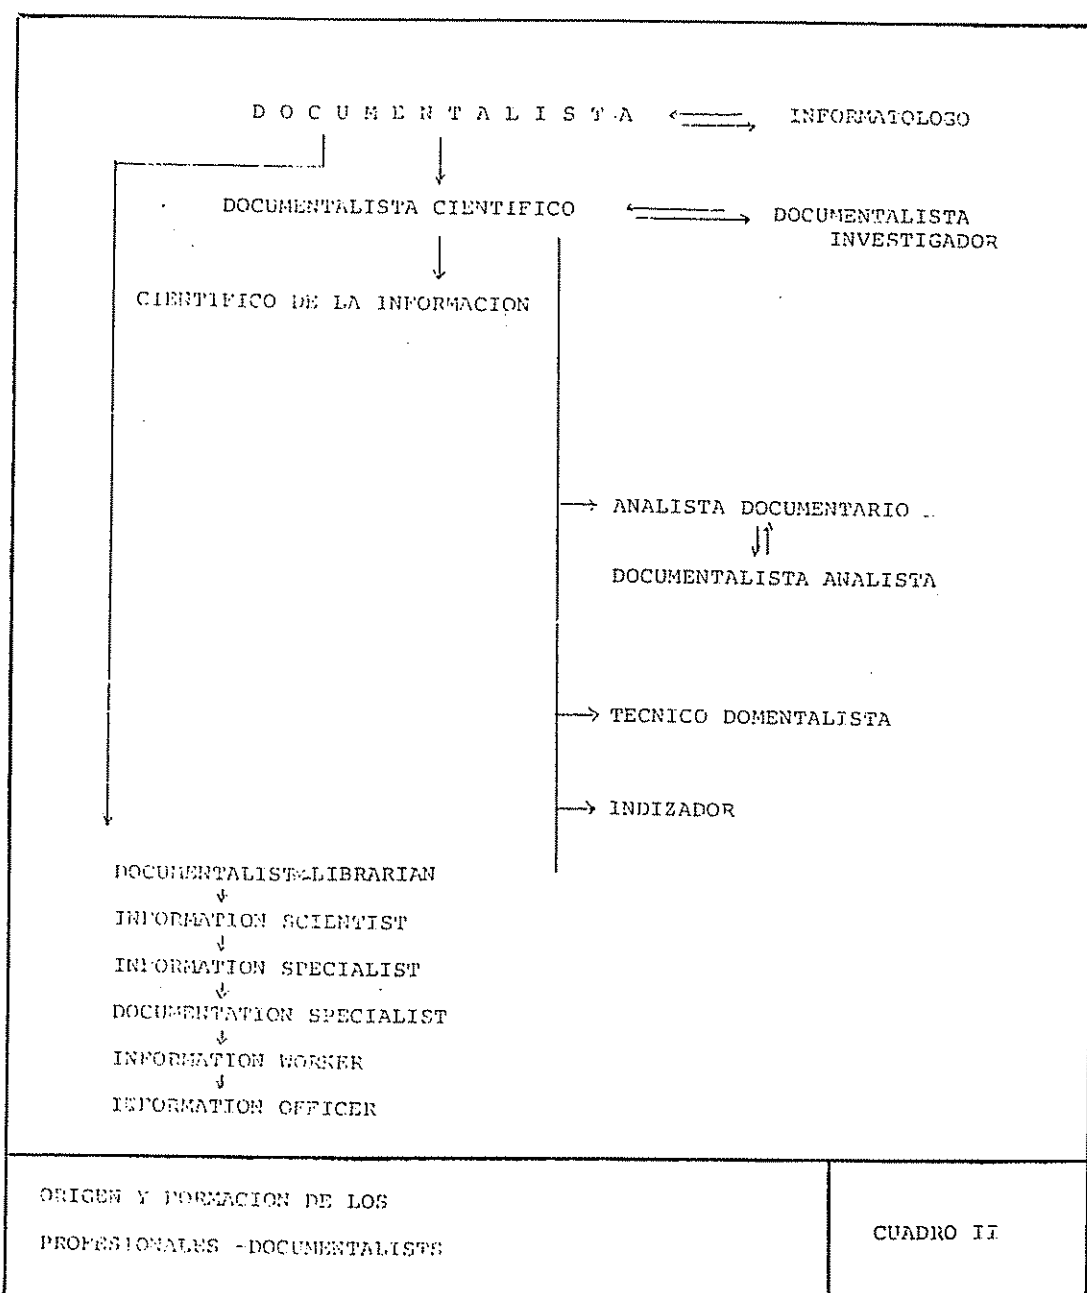 DOCUMENTALISTA
INFORMATOLOGO
DOCUMENTALISTA CIENTIFICO
DOCUMENTALISTA
INVESTIGADOR
CIENTIFICO DE LA INFORMACION
ANALISTA DOCUMENTARIO
DOCUMENTALISTA ANALISTA
TECNICO DOMENTALISTA
INDIZADOR
DOCUMENTALIST-LIBRARIAN
INFORMATION SCIENTIST
INFORMATION SPECIALIST
DOCUMENTATION SPECIALIST
INFORMATION WORKER
INFORMATION OFFICER
ORIGEN Y FORMACION DE LOS
PROFESIONALES -DOCUMENTALISTS
CUADRO II